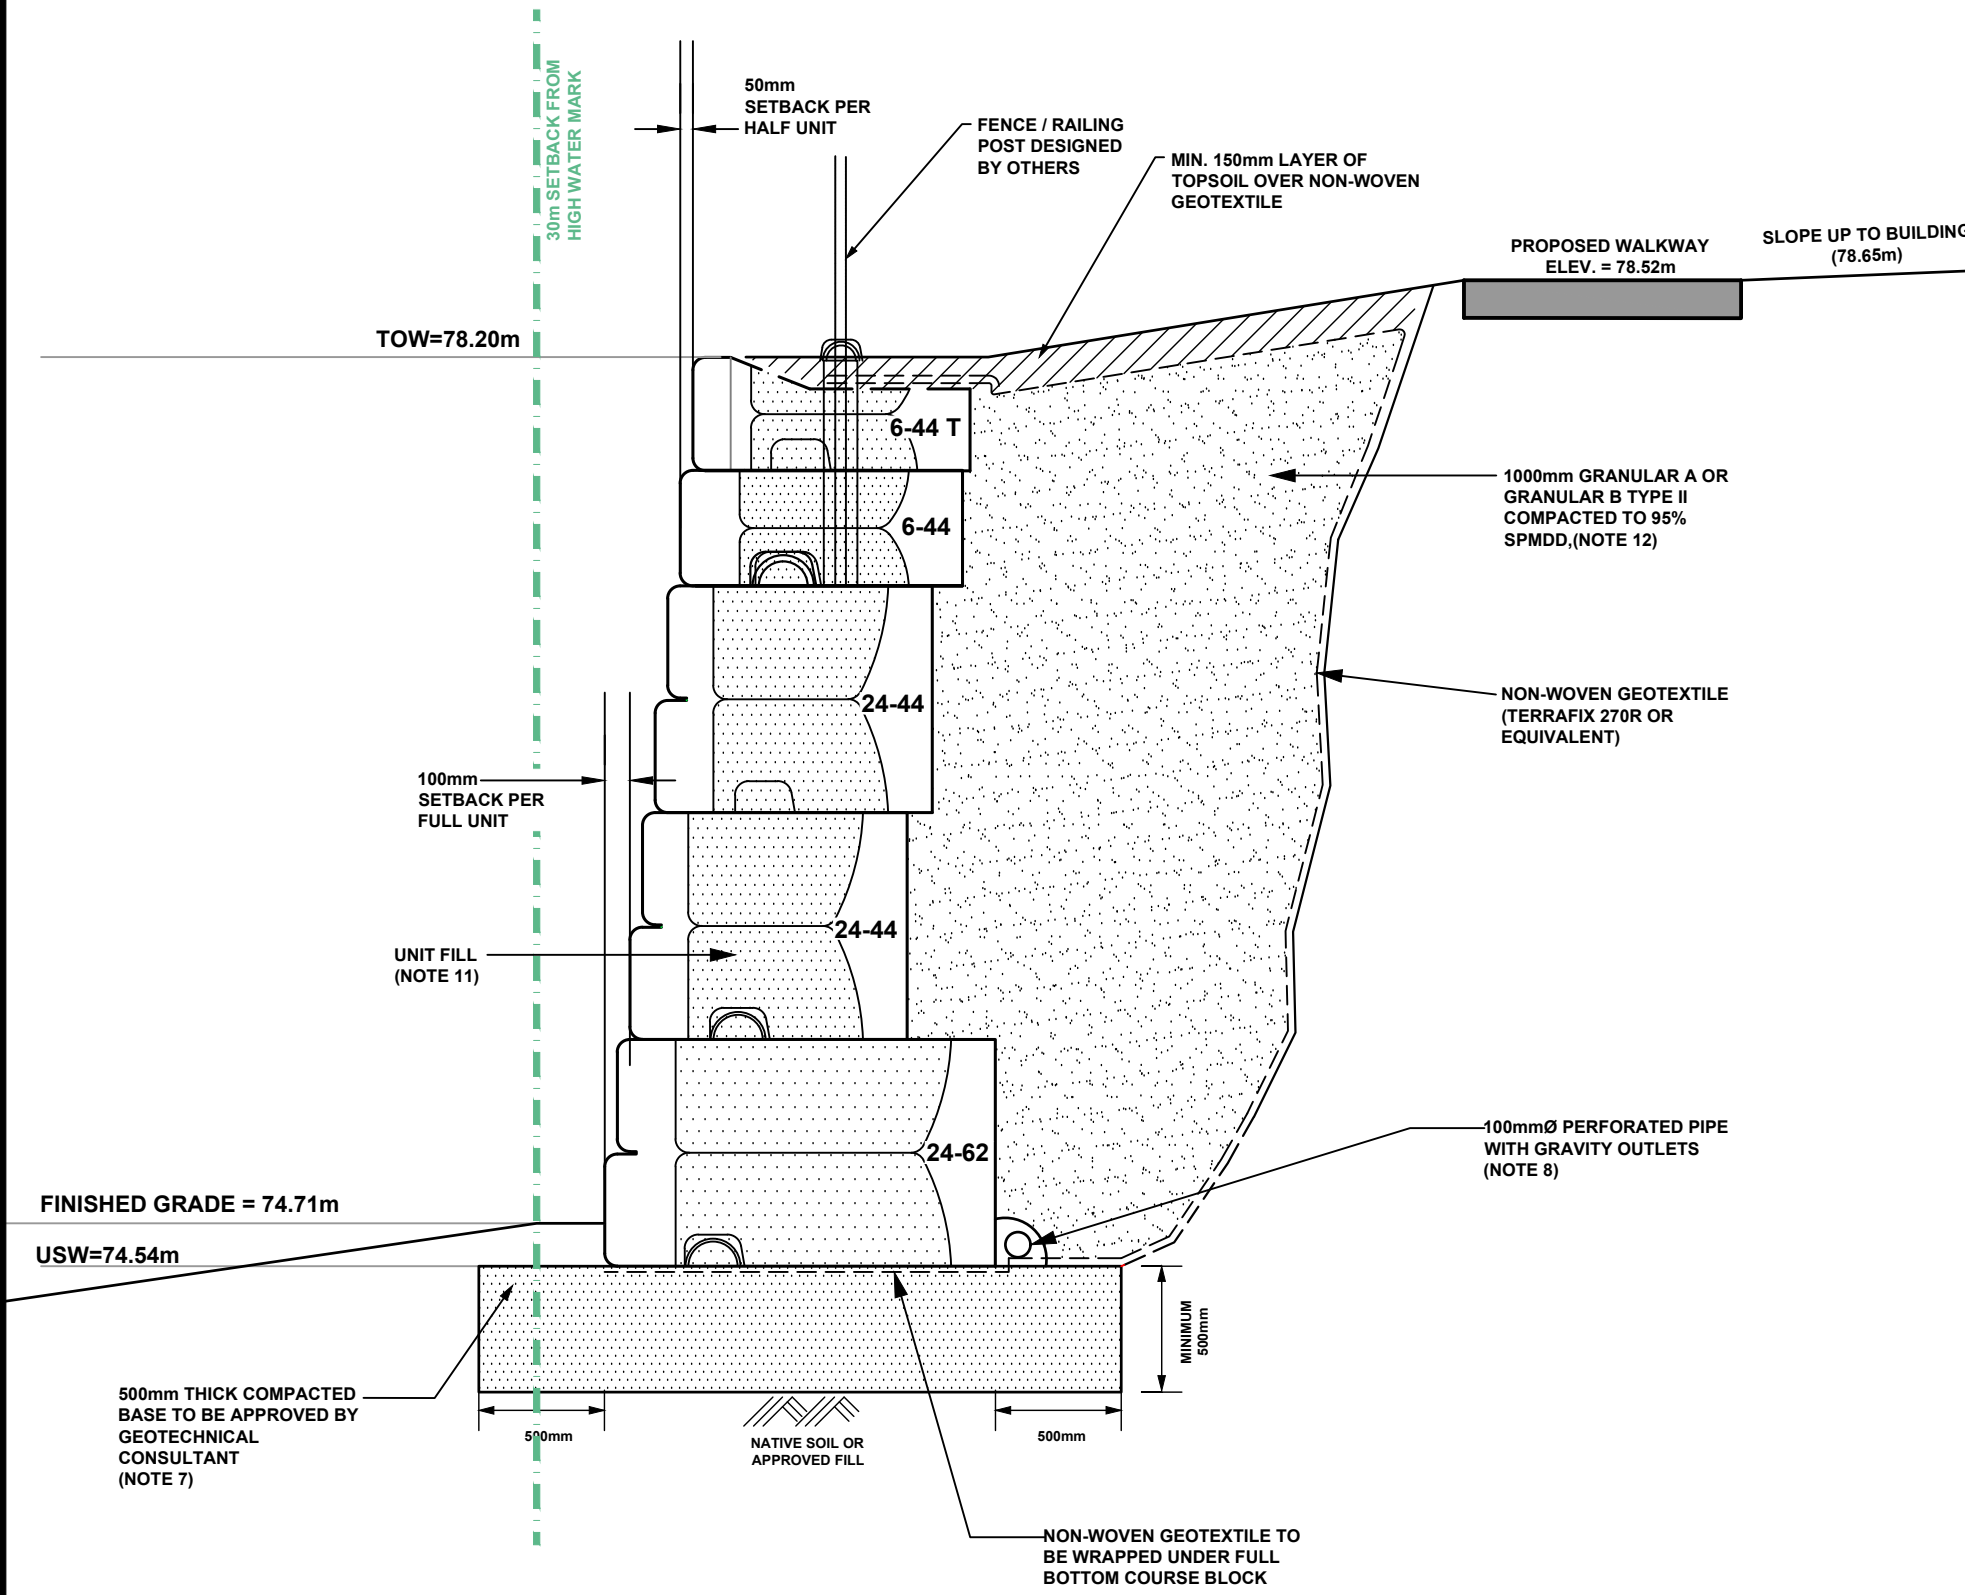 30m SETBACK FROM
HIGH WATER MARK
50mm
SETBACK PER
HALF UNIT
FENCE / RAILING
POST DESIGNED
BY OTHERS
MIN. 150mm LAYER OF
TOPSOIL OVER NON-WOVEN
GEOTEXTILE
PROPOSED WALKWAY
ELEV. = 78.52m
SLOPE UP TO BUILDING
(78.65m)
TOW=78.20m
6-44 T
6-44
1000mm GRANULAR A OR
GRANULAR B TYPE II
COMPACTED TO 95%
SPMDD,(NOTE 12)
24-44
NON-WOVEN GEOTEXTILE
(TERRAFIX 270R OR
EQUIVALENT)
100mm
SETBACK PER
FULL UNIT
24-44
UNIT FILL
(NOTE 11)
24-62
100mmØ PERFORATED PIPE
WITH GRAVITY OUTLETS
(NOTE 8)
FINISHED GRADE = 74.71m
USW=74.54m
MINIMUM
500mm
500mm THICK COMPACTED
BASE TO BE APPROVED BY
GEOTECHNICAL
CONSULTANT
(NOTE 7)
500mm
NATIVE SOIL OR
APPROVED FILL
500mm
NON-WOVEN GEOTEXTILE TO
BE WRAPPED UNDER FULL
BOTTOM COURSE BLOCK